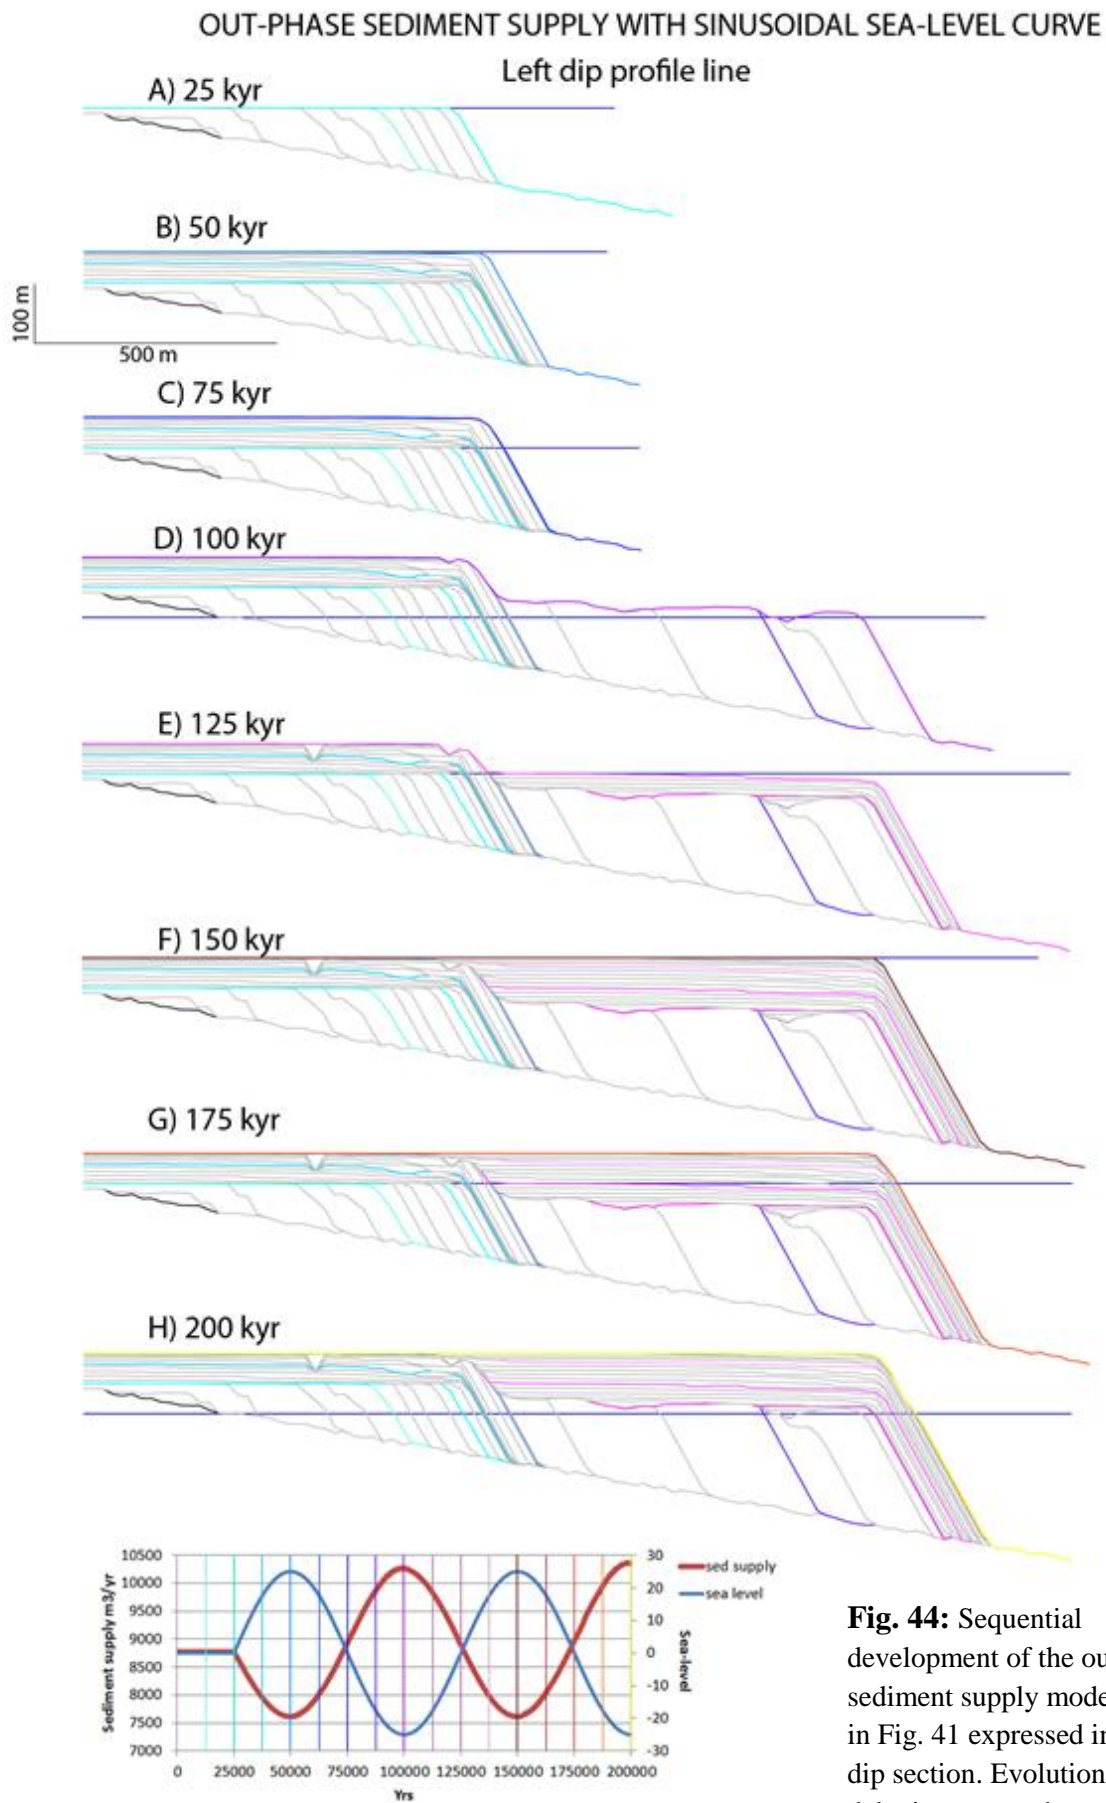 OUT-PHASE SEDIMENT SUPPLY WITH SINUSOIDAL SEA-LEVEL CURVE
Left dip profile line
A) 25 kyr
B) 50 kyr
100 m
500 m
C) 75 kyr
D) 100 kyr
E) 125 kyr
F) 150 kyr
G) 175 kyr
H) 200 kyr
Sediment supply m3/yr
10500
10000
9500
9000
8500
8000
7500
7000
0 25000 50000 75000 100000 125000 150000 175000 200000
Yrs
30
20
10
0
-10
-20
-30
Sea-level
sed supply
sea level
Fig. 44: Sequential
development of the ou
sediment supply mode
in Fig. 41 expressed in
dip section. Evolution